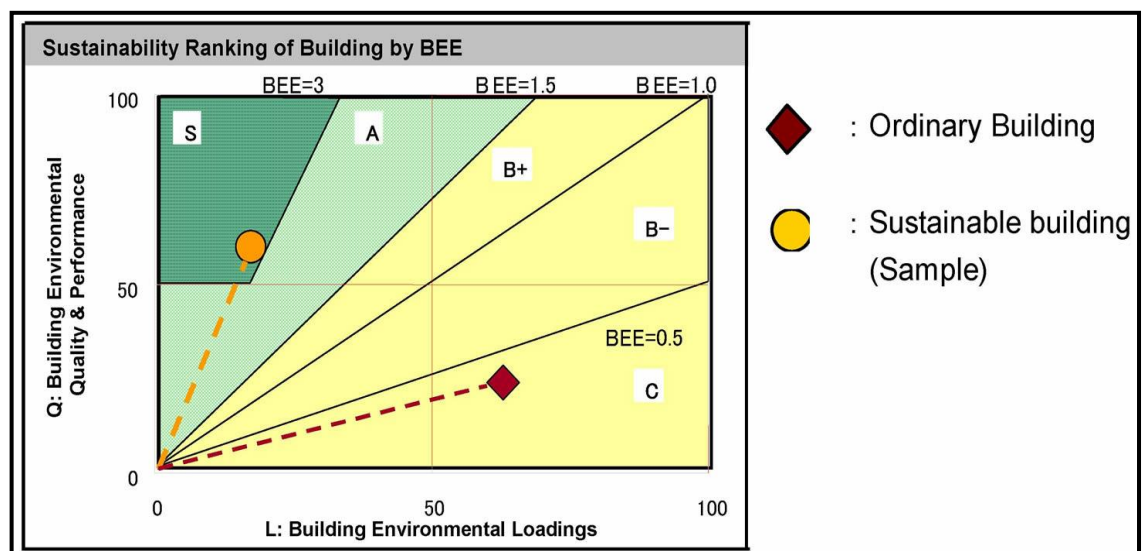 Sustainability Ranking of Building by BEE
BEE=3
BEE=1.5
BEE=1.0
100
S
A
B+
B−
50
BEE=0.5
C
0
Q: Building Environmental
Quality & Performance
0
50
100
L: Building Environmental Loadings
: Ordinary Building
: Sustainable building
(Sample)